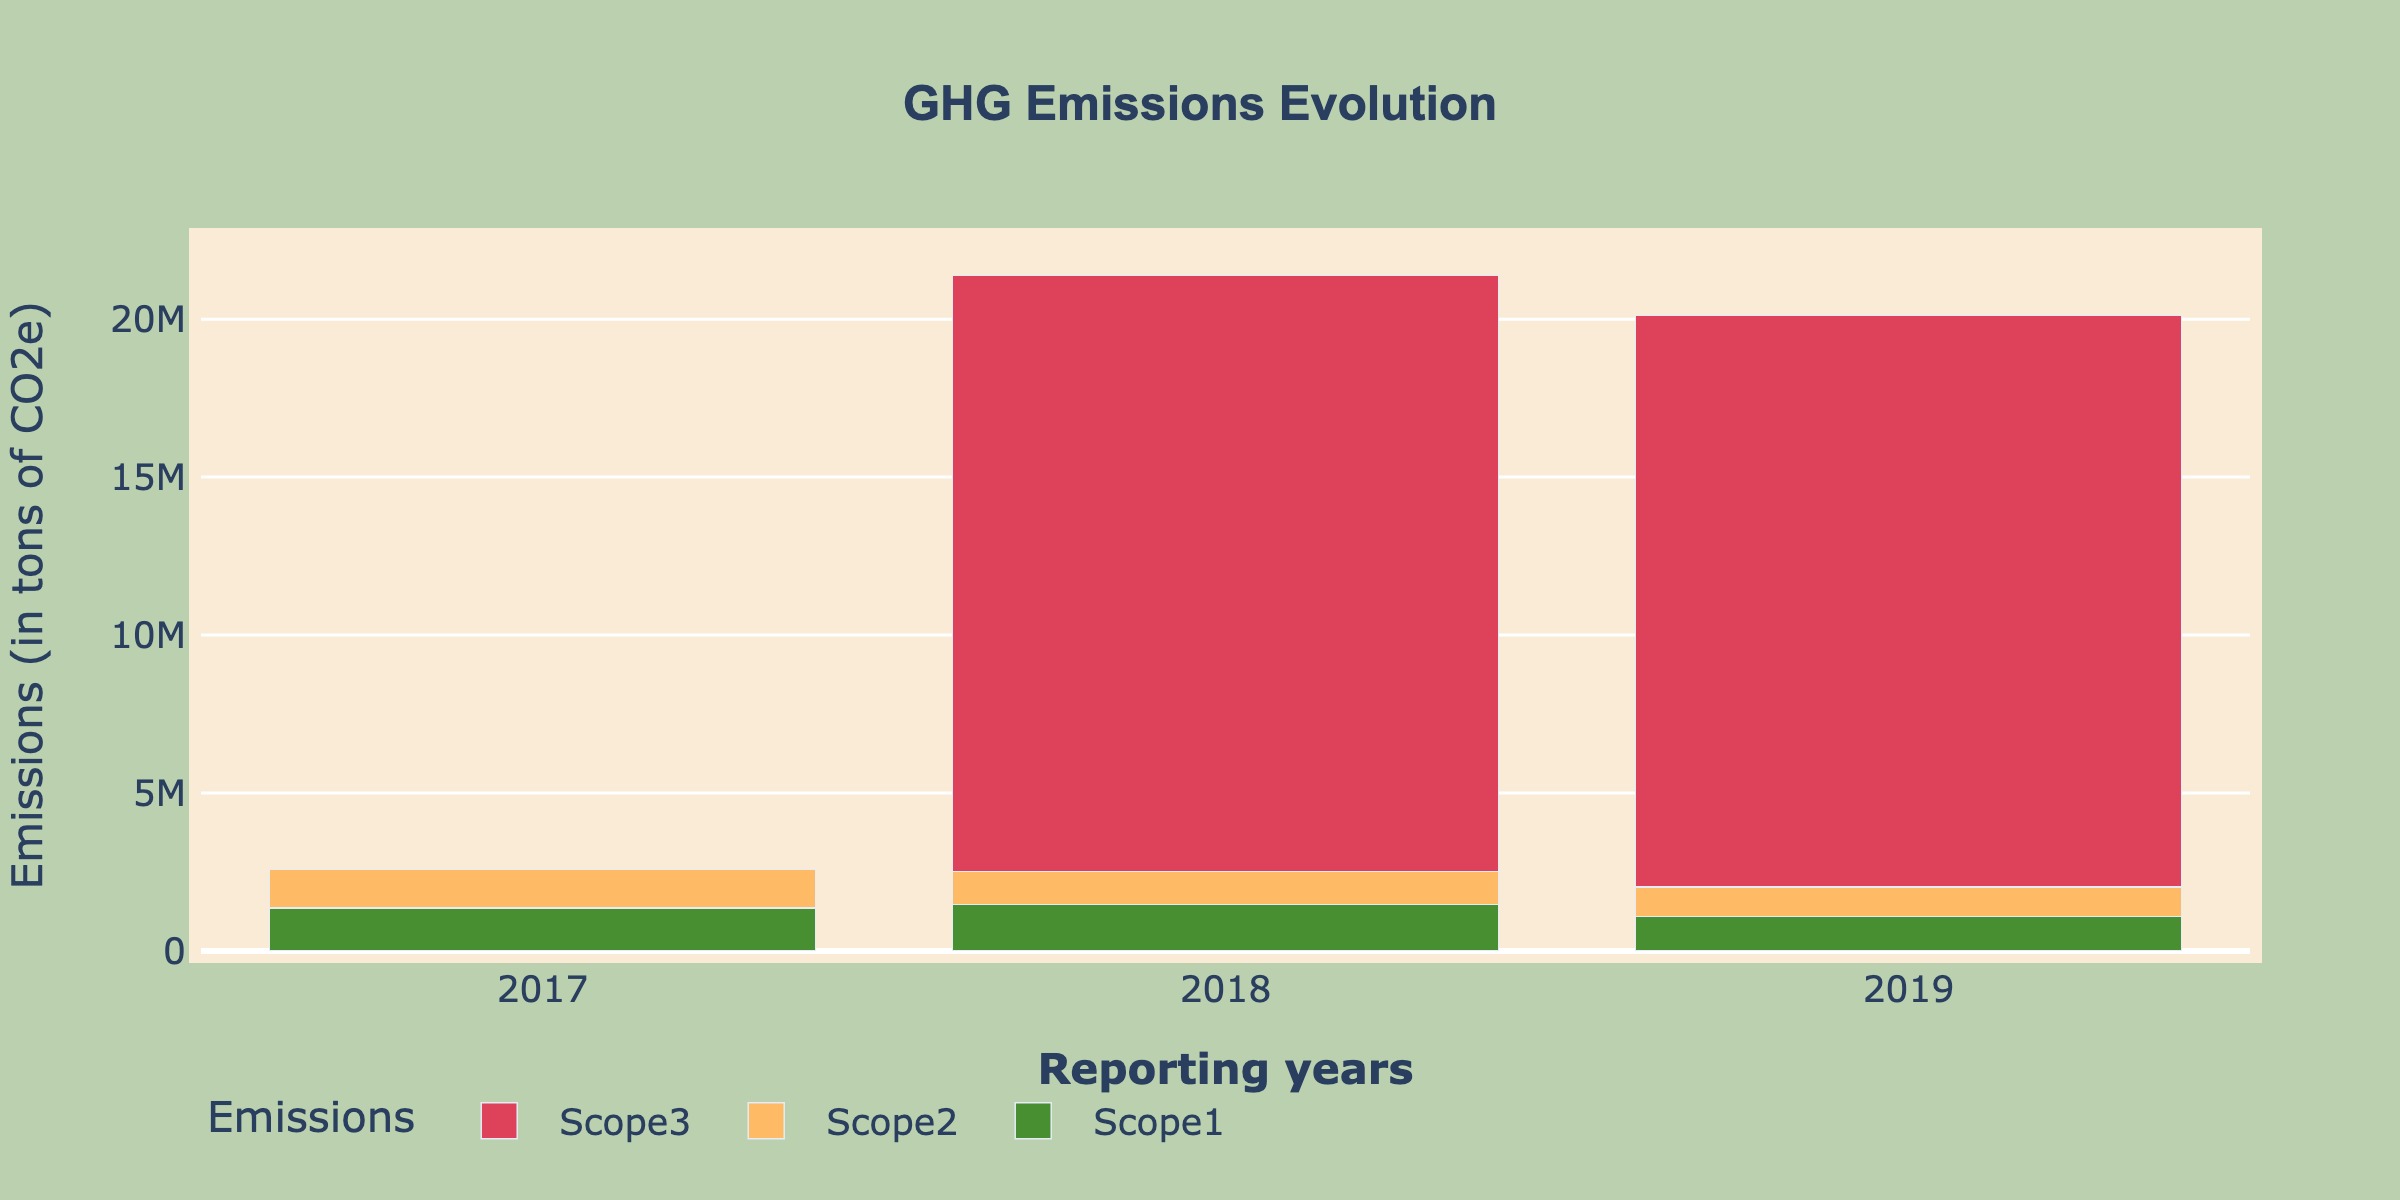 GHG Emissions Evolution
Emissions (in tons of CO2e)
20M
15M
10M
5M
0
2017 2018 2019
Reporting years
Emissions Scope3 Scope2 Scope1